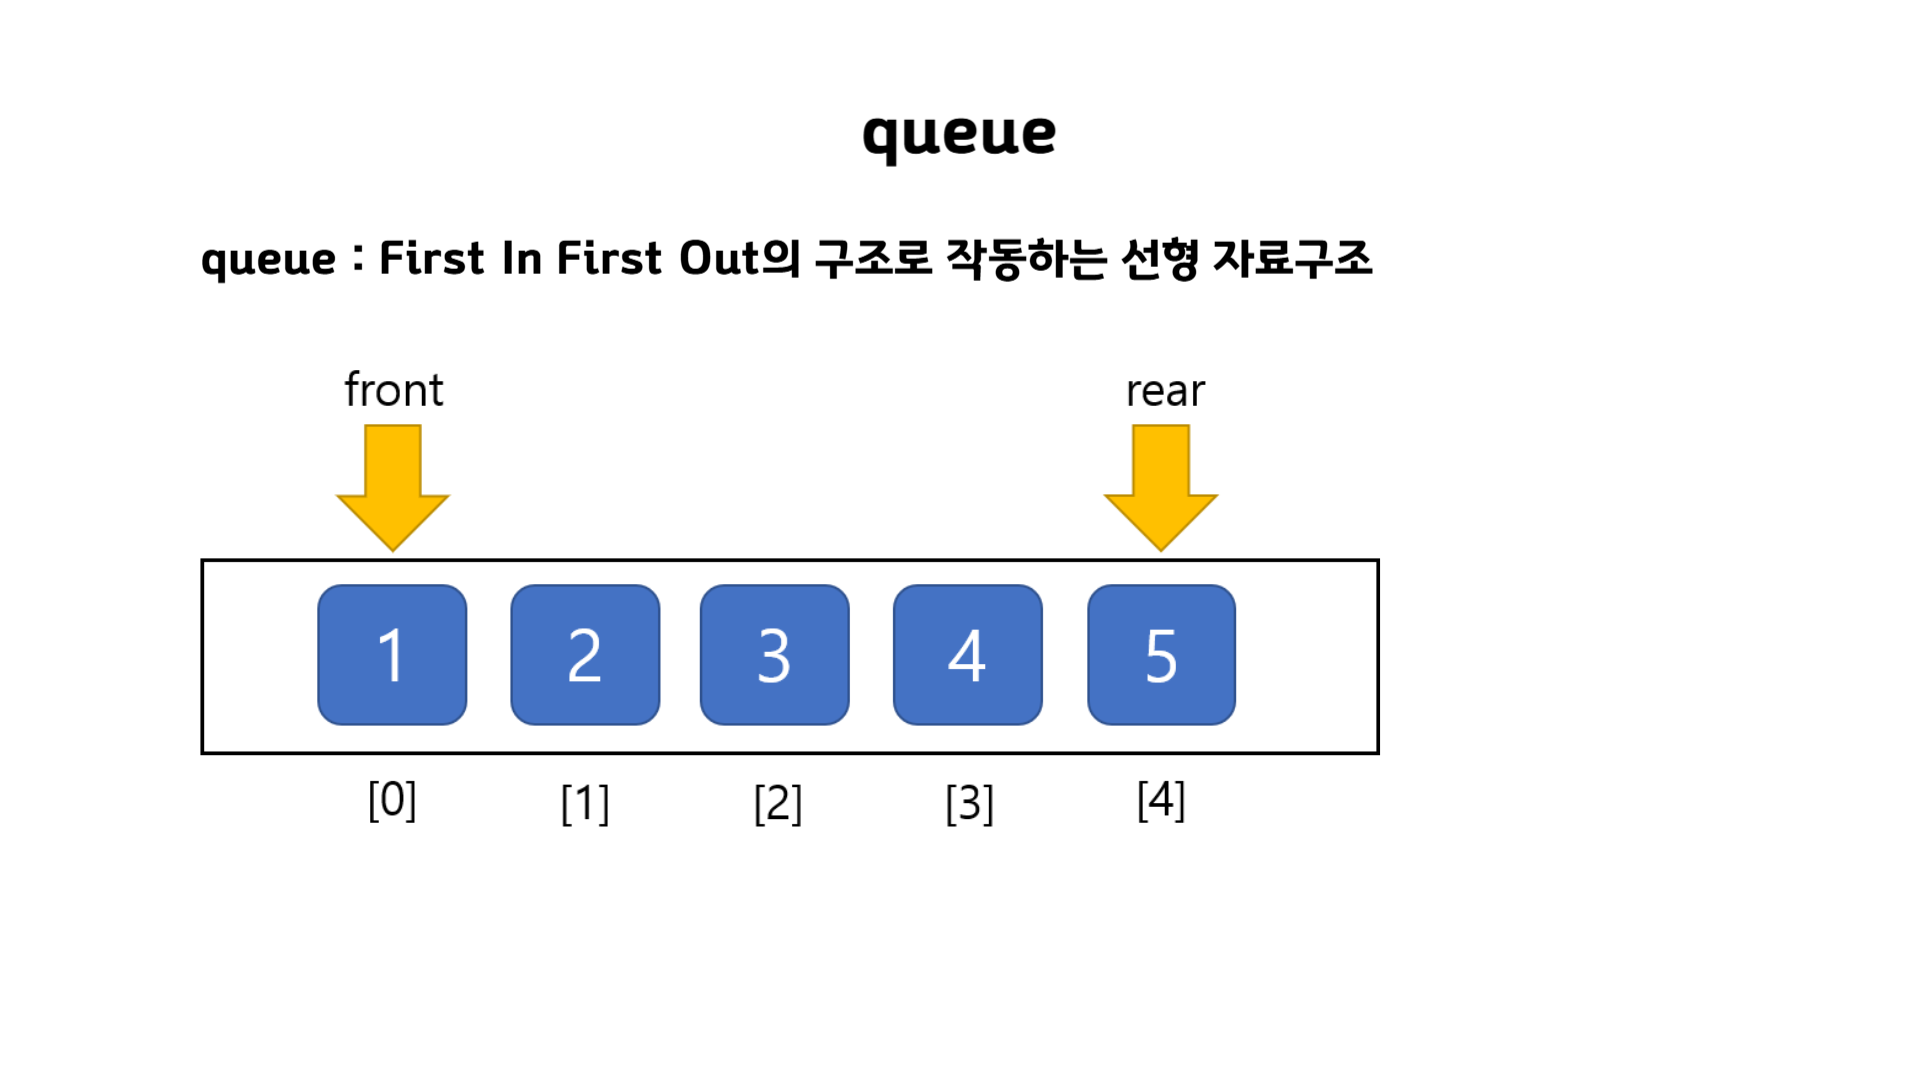 queue
queue : First In First Out의 구조로 작동하는 선형 자료구조
front rear
1 2 3 4 5
[0] [1] [2] [3] [4]